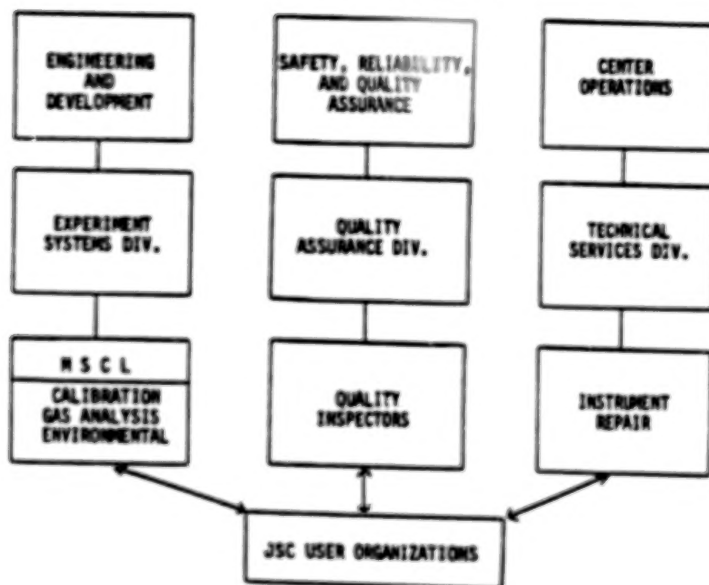 ENGINEERING
AND
DEVELOPMENT
SAFETY, RELIABILITY,
AND QUALITY
ASSURANCE
CENTER
OPERATIONS
EXPERIMENT
SYSTEMS DIV.
QUALITY
ASSURANCE DIV.
TECHNICAL
SERVICES DIV.
M S C L
CALIBRATION
GAS ANALYSIS
ENVIRONMENTAL
QUALITY
INSPECTORS
INSTRUMENT
REPAIR
JSC USER ORGANIZATIONS